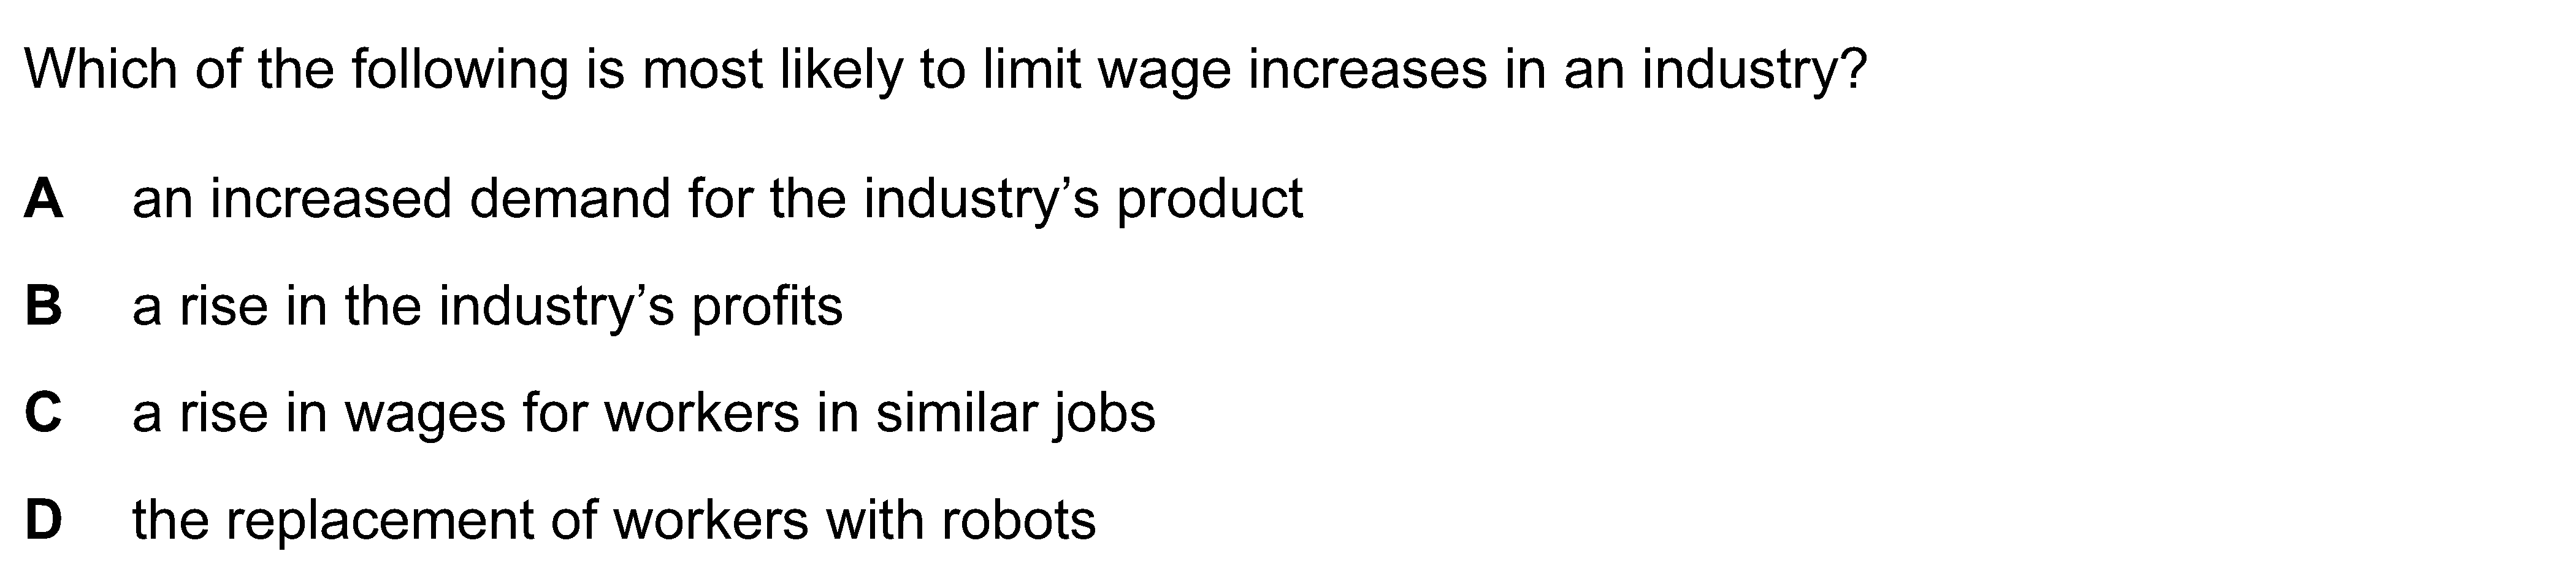 Which of the following is most likely to limit wage increases in an industry?
A an increased demand for the industry’s product
B a rise in the industry’s profits
C a rise in wages for workers in similar jobs
D the replacement of workers with robots